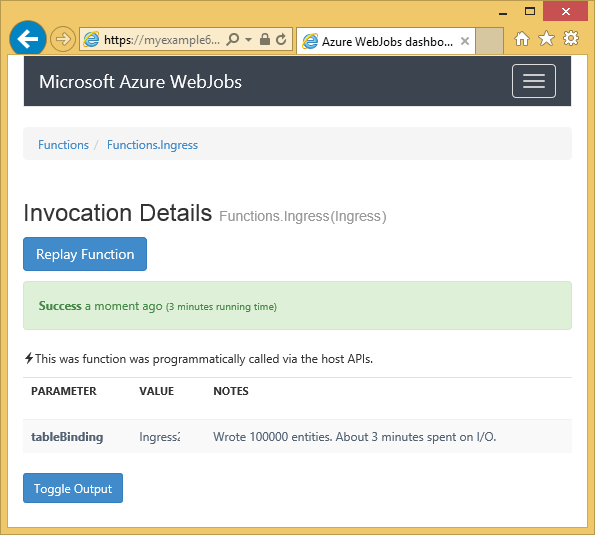 https://myexample6...
Azure WebJobs dashbo...
Microsoft Azure WebJobs
Functions / Functions.Ingress
Invocation Details Functions.Ingress(Ingress)
Replay Function
Success a moment ago (3 minutes running time)
This was function was programmatically called via the host APIs.
PARAMETER VALUE NOTES
tableBinding Ingress2 Wrote 100000 entities. About 3 minutes spent on I/O.
Toggle Output